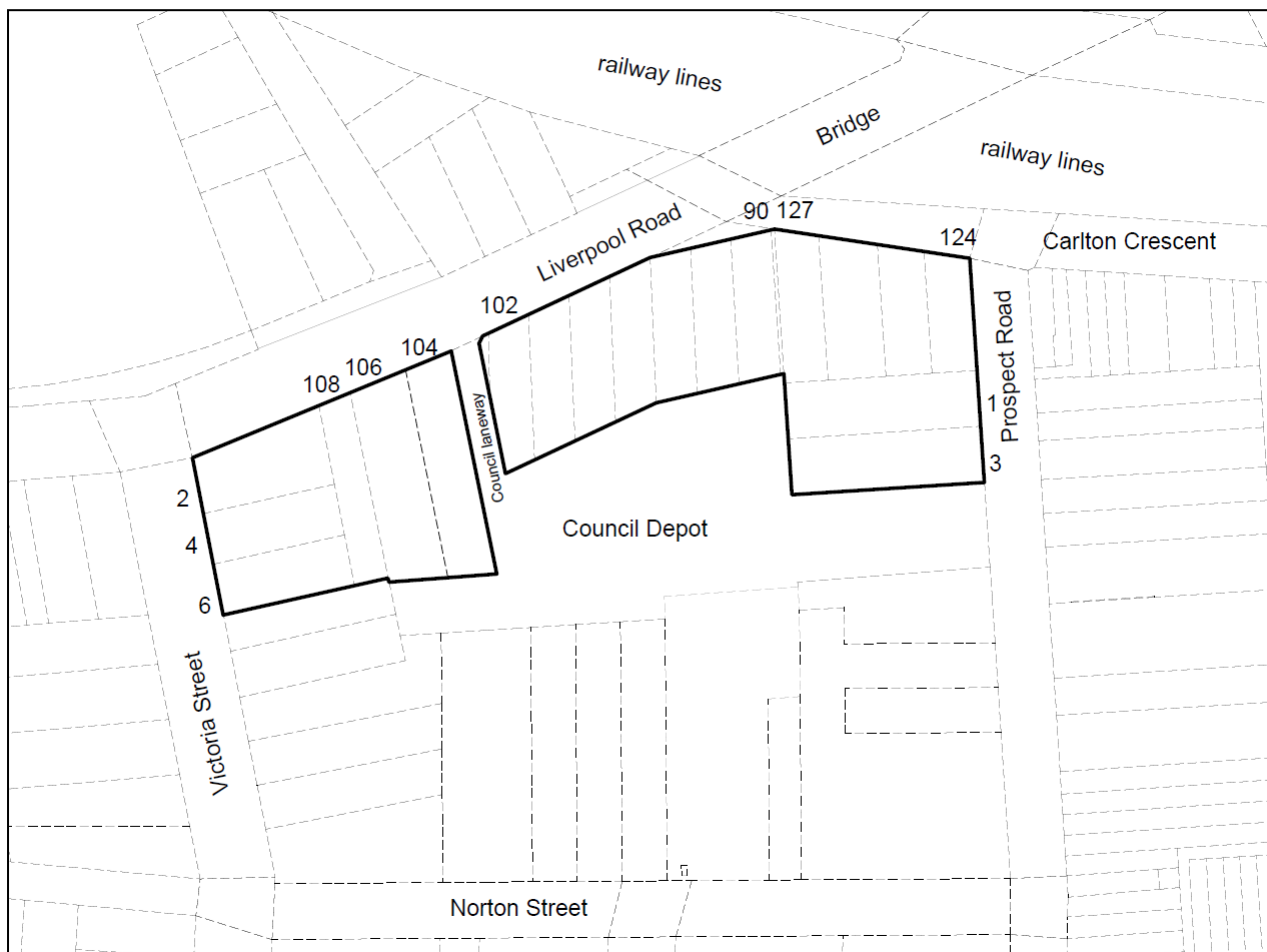 railway lines
Bridge
railway lines
90 127
Liverpool Road
124
Carlton Crescent
102
104
106
108
Council laneway
Prospect Road
1
3
2
4
6
Council Depot
Victoria Street
Norton Street